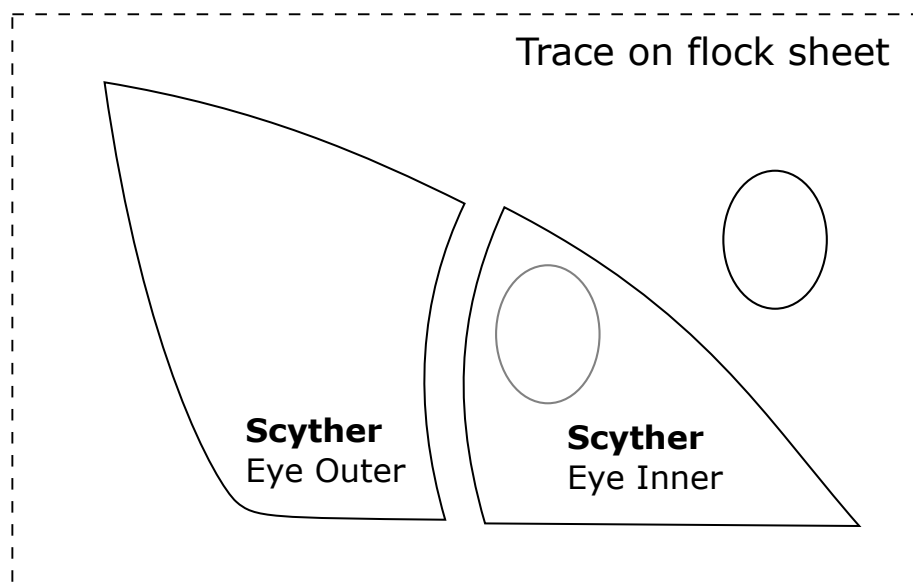 Trace on flock sheet
Scyther
Eye Outer
Scyther
Eye Inner